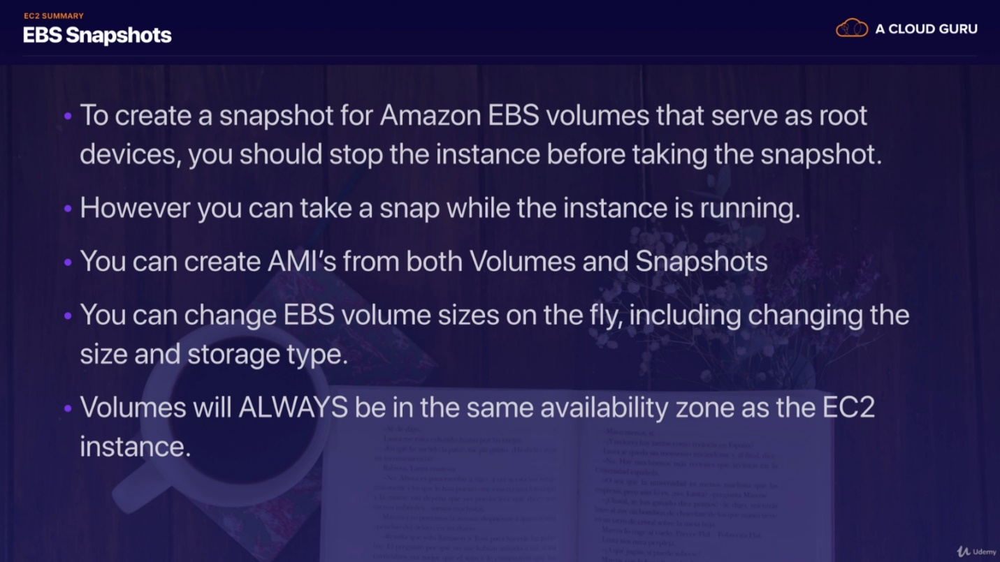 EC2 SUMMARY
EBS Snapshots
A CLOUD GURU
• To create a snapshot for Amazon EBS volumes that serve as root
devices, you should stop the instance before taking the snapshot.
• However you can take a snap while the instance is running.
• You can create AMI’s from both Volumes and Snapshots
• You can change EBS volume sizes on the fly, including changing the
size and storage type.
• Volumes will ALWAYS be in the same availability zone as the EC2
instance.
Udemy